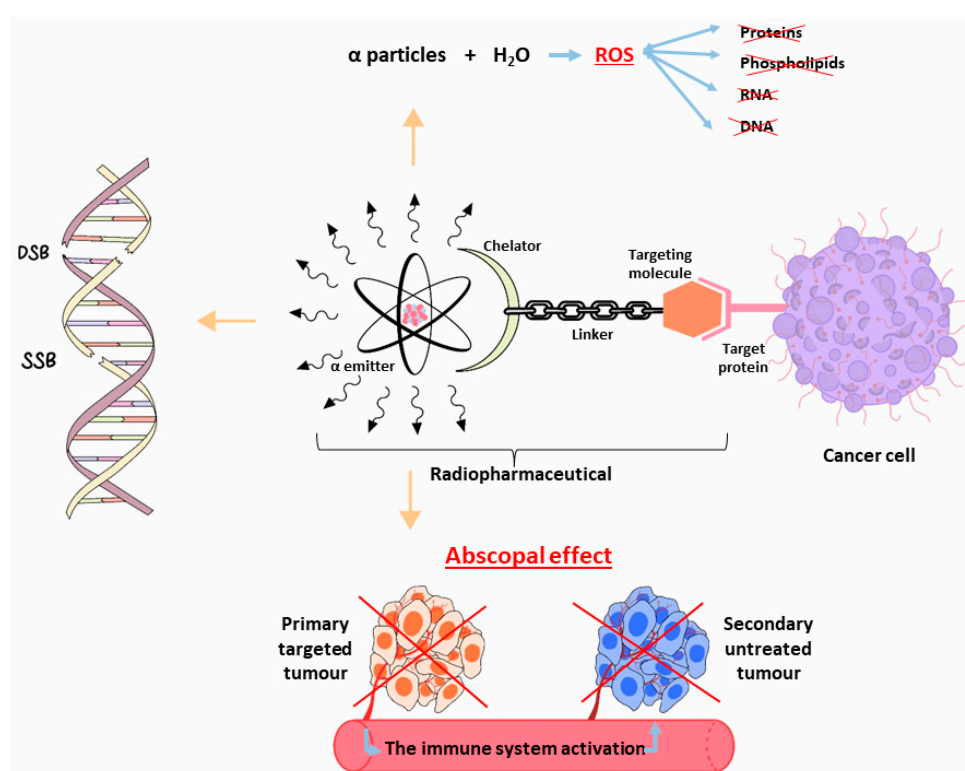 α particles + H₂O ROS
Proteins
Phospholipids
RNA
DNA
DSB
SSB
Chelator
α emitter
Linker
Targeting
molecule
Target
protein
Cancer cell
Radiopharmaceutical
Abscopal effect
Primary
targeted
tumour
Secondary
untreated
tumour
The immune system activation